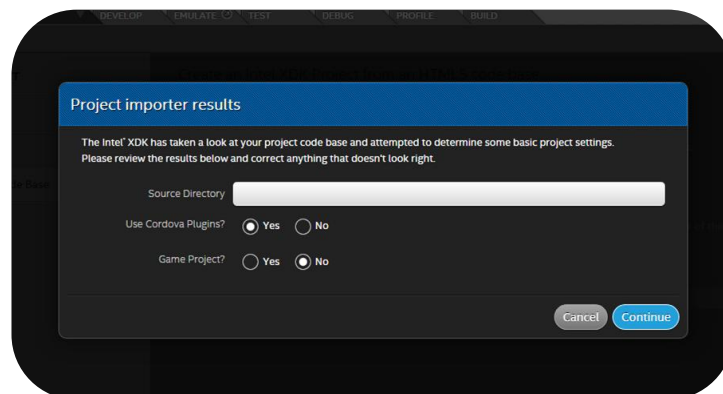 DEVELOP EMULATE TEST DEBUG PROFILE BUILD
Project importer results
The Intel® XDK has taken a look at your project code base and attempted to determine some basic project settings.
Please review the results below and correct anything that doesn't look right.
Source Directory
Use Cordova Plugins? Yes No
Game Project? Yes No
Cancel Continue